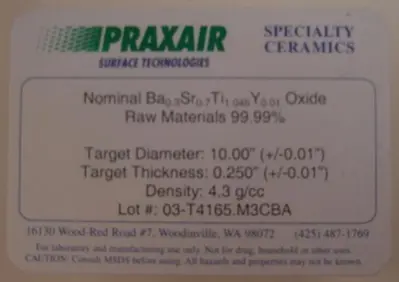 PRAXAIR
SURFACE TECHNOLOGIES
SPECIALTY
CERAMICS
Nominal Ba0.3Sr0.7Ti1.046Y0.01 Oxide
Raw Materials 99.99%
Target Diameter: 10.00" (+/-0.01")
Target Thickness: 0.250" (+/-0.01")
Density: 4.3 g/cc
Lot #: 03-T4165.M3CBA
16130 Wood-Red Road #7, Woodinville, WA 98072 (425) 487-1769
For laboratory and manufacturing use only. Not for drug, household or other uses.
CAUTION: Consult MSDS before using. All hazards and properties may not be known.